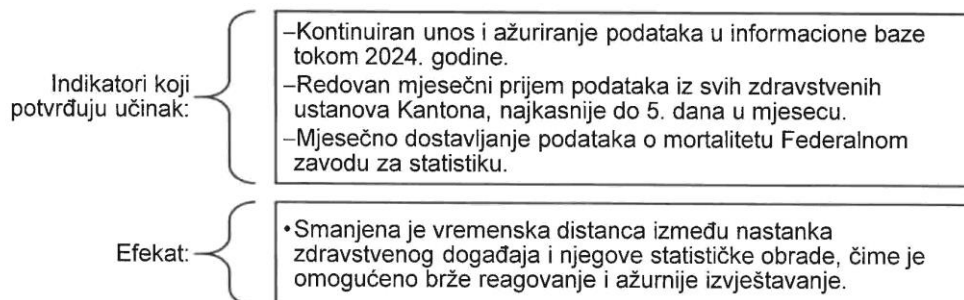 Indikatori koji
potvrđuju učinak:
–Kontinuiran unos i ažuriranje podataka u informacione baze
tokom 2024. godine.
–Redovan mjesečni prijem podataka iz svih zdravstvenih
ustanova Kantona, najkasnije do 5. dana u mjesecu.
–Mjesečno dostavljanje podataka o mortalitetu Federalnom
zavodu za statistiku.
Efekat:
•Smanjena je vremenska distanca između nastanka
zdravstvenog događaja i njegove statističke obrade, čime je
omogućeno brže reagovanje i ažurnije izvještavanje.